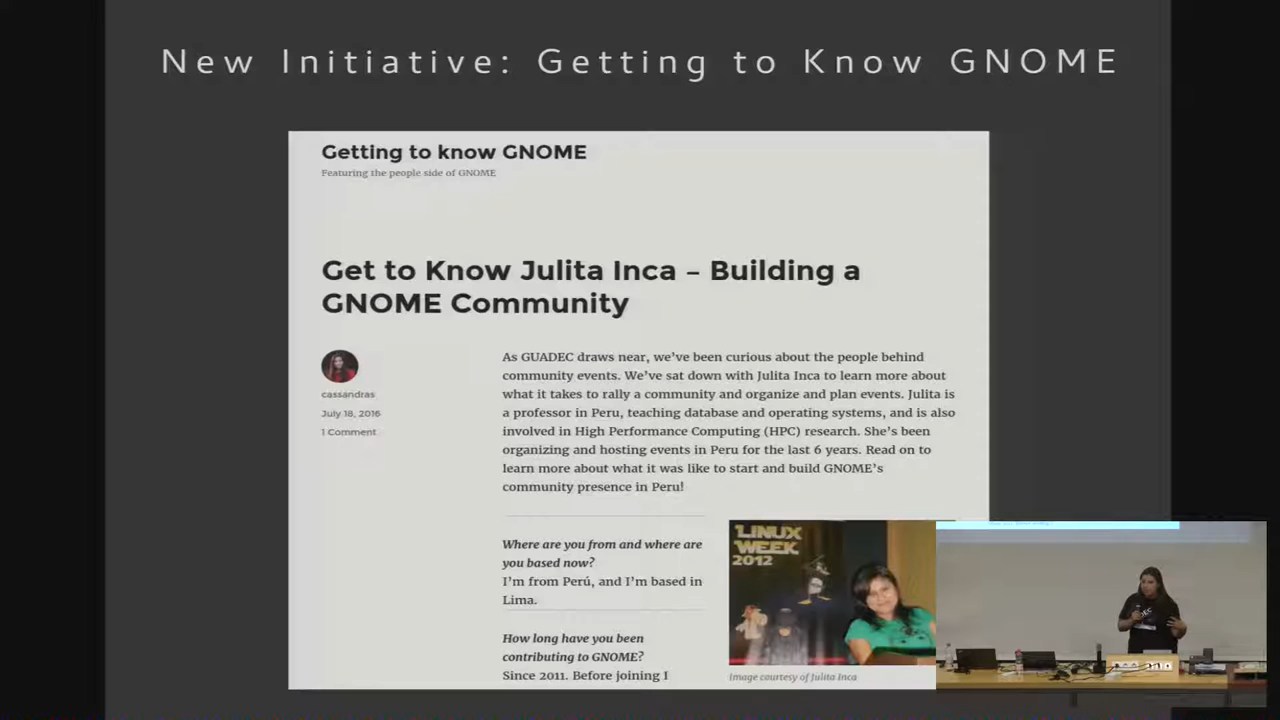 New Initiative: Getting to Know GNOME
Getting to know GNOME
Featuring the people side of GNOME
Get to Know Julita Inca – Building a
GNOME Community
cassandras
July 18, 2016
1 Comment
As GUADEC draws near, we've been curious about the people behind
community events. We've sat down with Julita Inca to learn more about
what it takes to rally a community and organize and plan events. Julita is
a professor in Peru, teaching database and operating systems, and is also
involved in High Performance Computing (HPC) research. She's been
organizing and hosting events in Peru for the last 6 years. Read on to
learn more about what it was like to start and build GNOME's
community presence in Peru!
Where are you from and where are
you based now?
I'm from Perú, and I'm based in
Lima.
How long have you been
contributing to GNOME?
Since 2011. Before joining I
LINUX
WEEK
2012
Image courtesy of Julita Inca